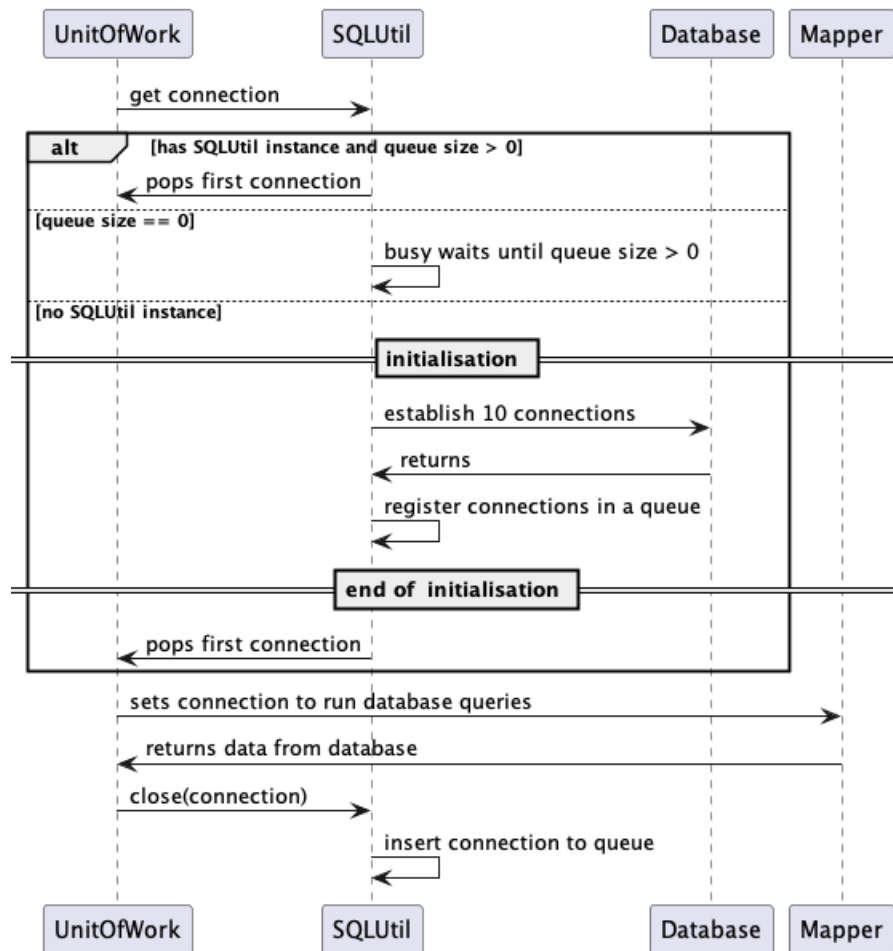 UnitOfWork SQLUtil Database Mapper
get connection
alt [has SQLUtil instance and queue size > 0]
pops first connection
[queue size == 0]
busy waits until queue size > 0
[no SQLUtil instance]
initialisation
establish 10 connections
returns
register connections in a queue
end of initialisation
pops first connection
sets connection to run database queries
returns data from database
close(connection)
insert connection to queue
UnitOfWork SQLUtil Database Mapper